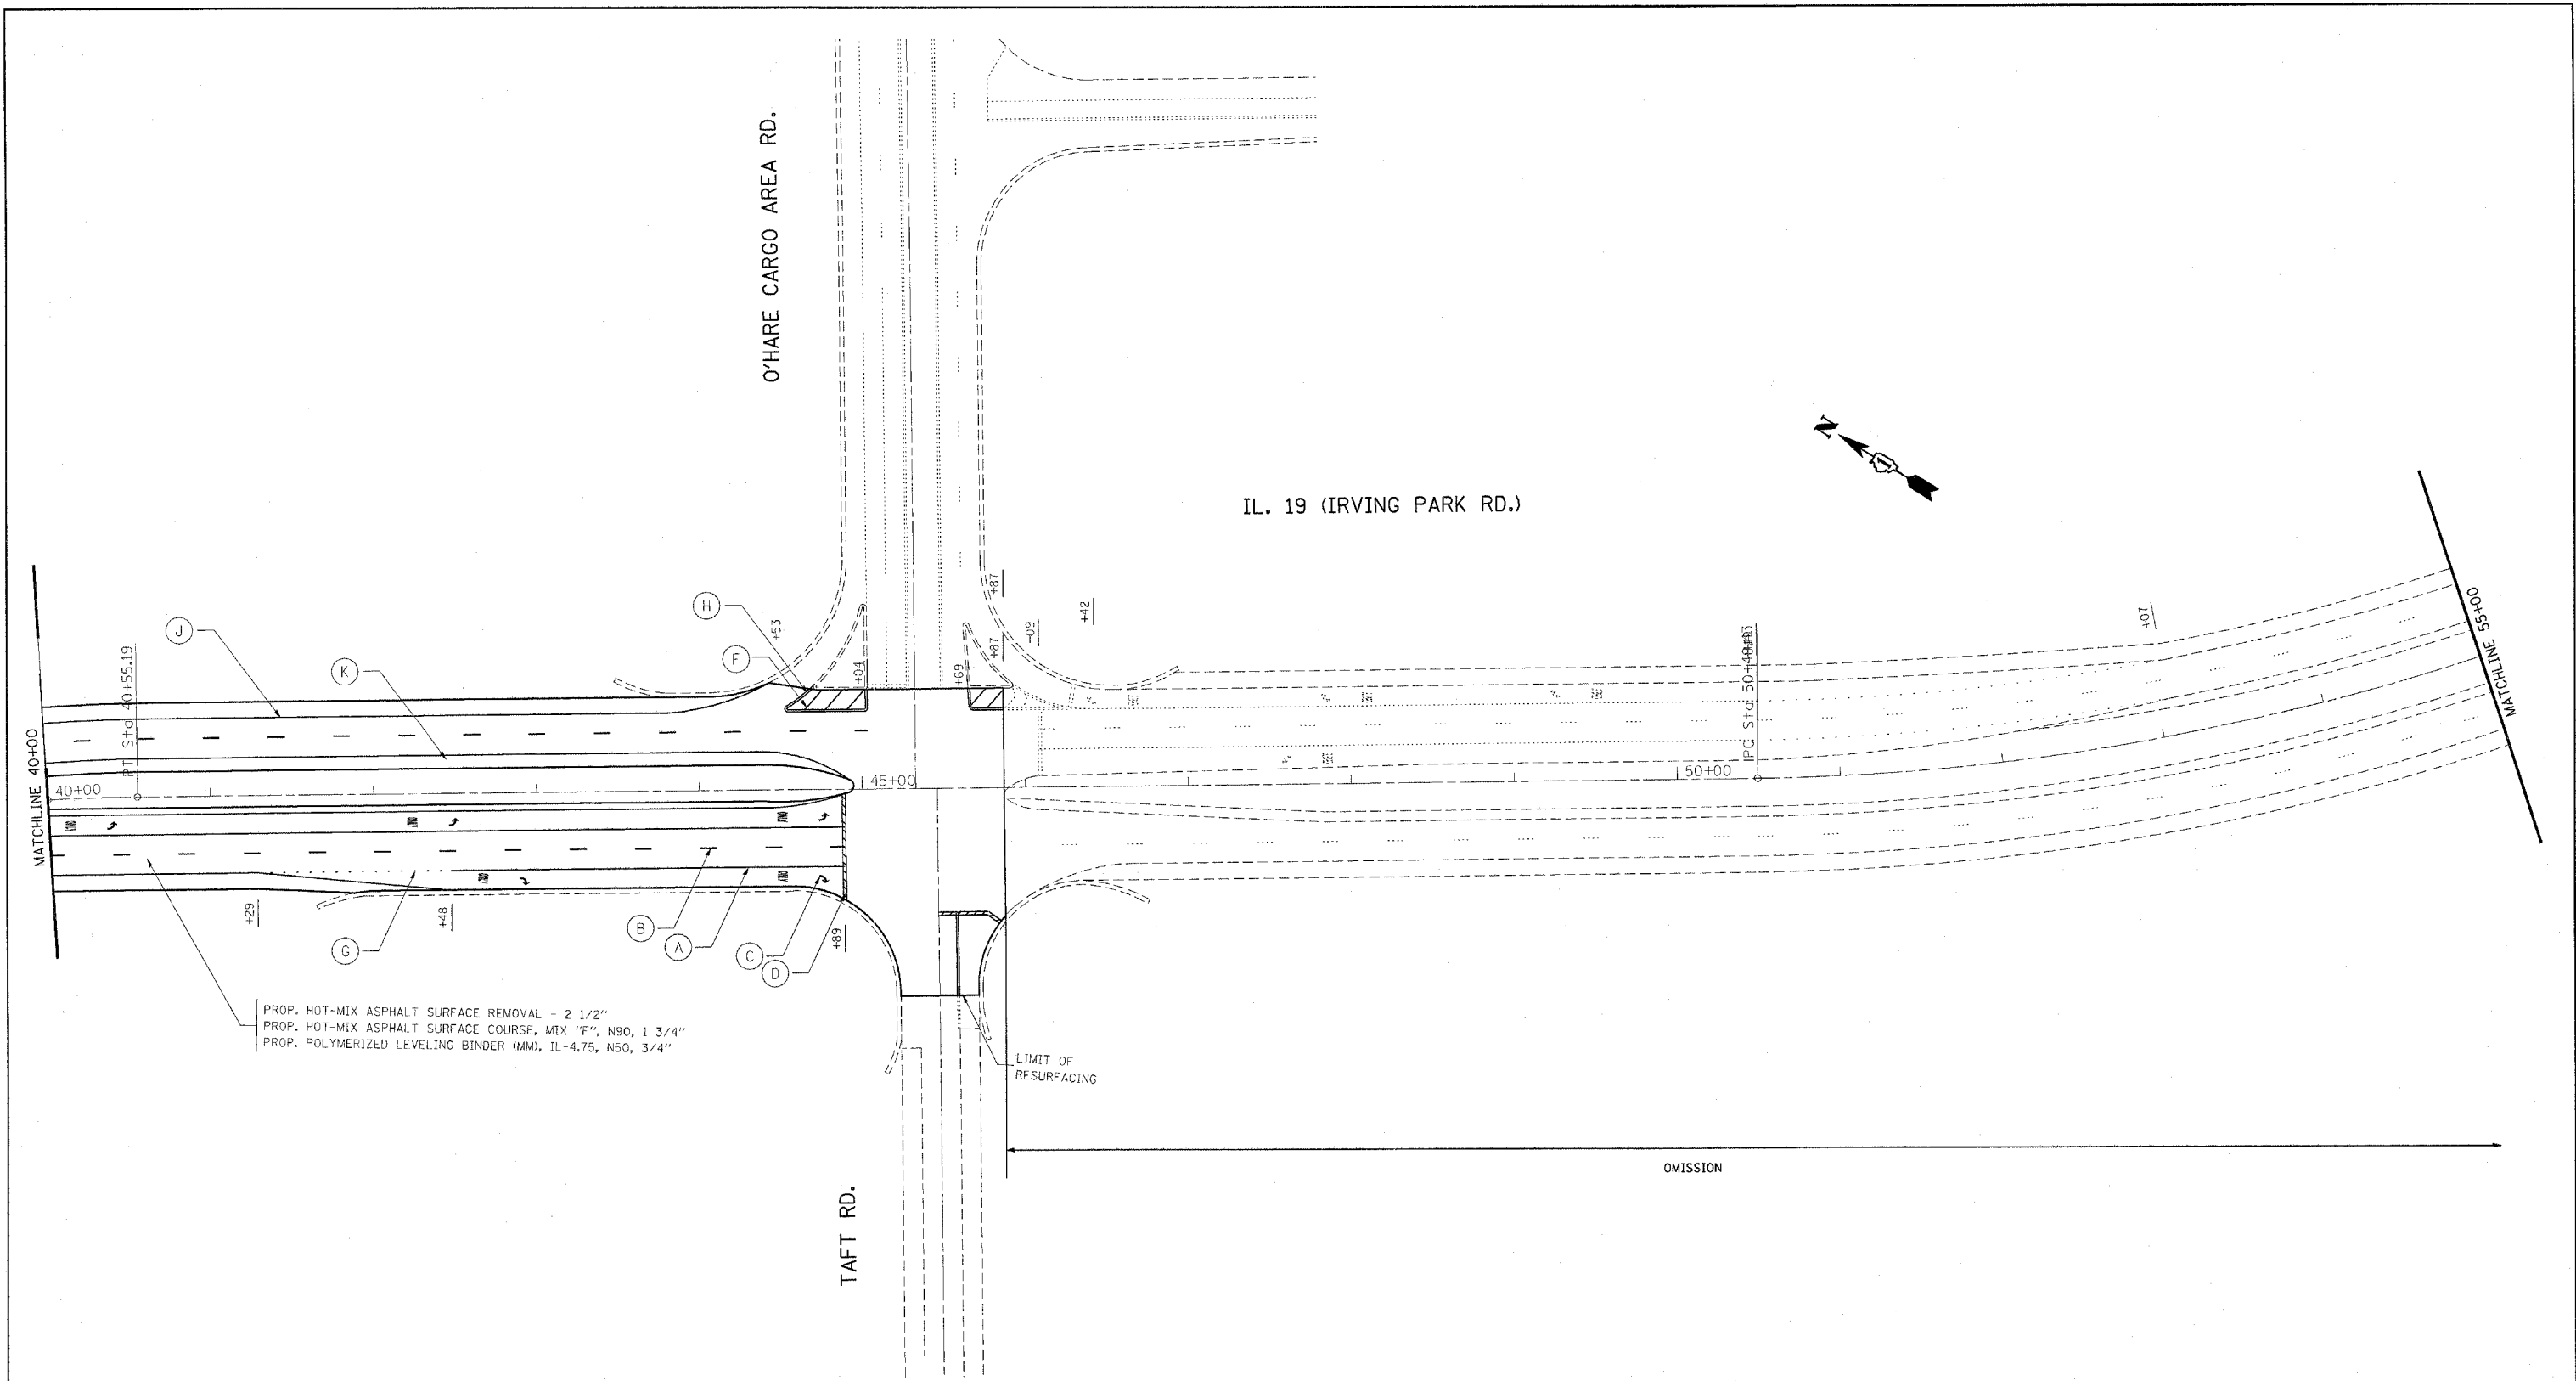 O'HARE CARGO AREA RD.
N
1
IL. 19 (IRVING PARK RD.)
MATCHLINE 40+00
PT Sta 40+55.19
J
K
H
F
+53
+04
+69
+87
+87
+09
+42
IPC Sta 50+
+07
MATCHLINE 55+00
40+00
45+00
50+00
+29
+48
+89
G
B
A
C
D
PROP. HOT-MIX ASPHALT SURFACE REMOVAL - 2 1/2"
PROP. HOT-MIX ASPHALT SURFACE COURSE, MIX "F", N90, 1 3/4"
PROP. POLYMERIZED LEVELING BINDER (MM), IL-4.75, N50, 3/4"
LIMIT OF
RESURFACING
OMISSION
TAFT RD.